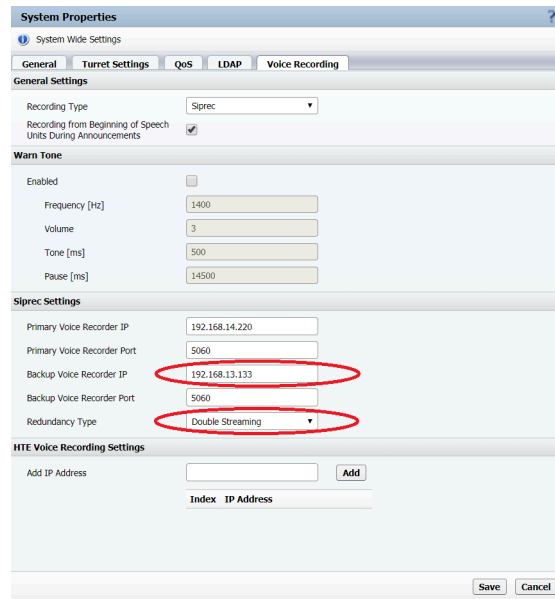 System Properties ?
System Wide Settings
General Turret Settings QoS LDAP Voice Recording
General Settings
Recording Type Siprec
Recording from Beginning of Speech
Units During Announcements
Warn Tone
Enabled
Frequency [Hz] 1400
Volume 3
Tone [ms] 500
Pause [ms] 14500
Siprec Settings
Primary Voice Recorder IP 192.168.14.220
Primary Voice Recorder Port 5060
Backup Voice Recorder IP 192.168.13.133
Backup Voice Recorder Port 5060
Redundancy Type Double Streaming
HTE Voice Recording Settings
Add IP Address Add
Index IP Address
Save Cancel